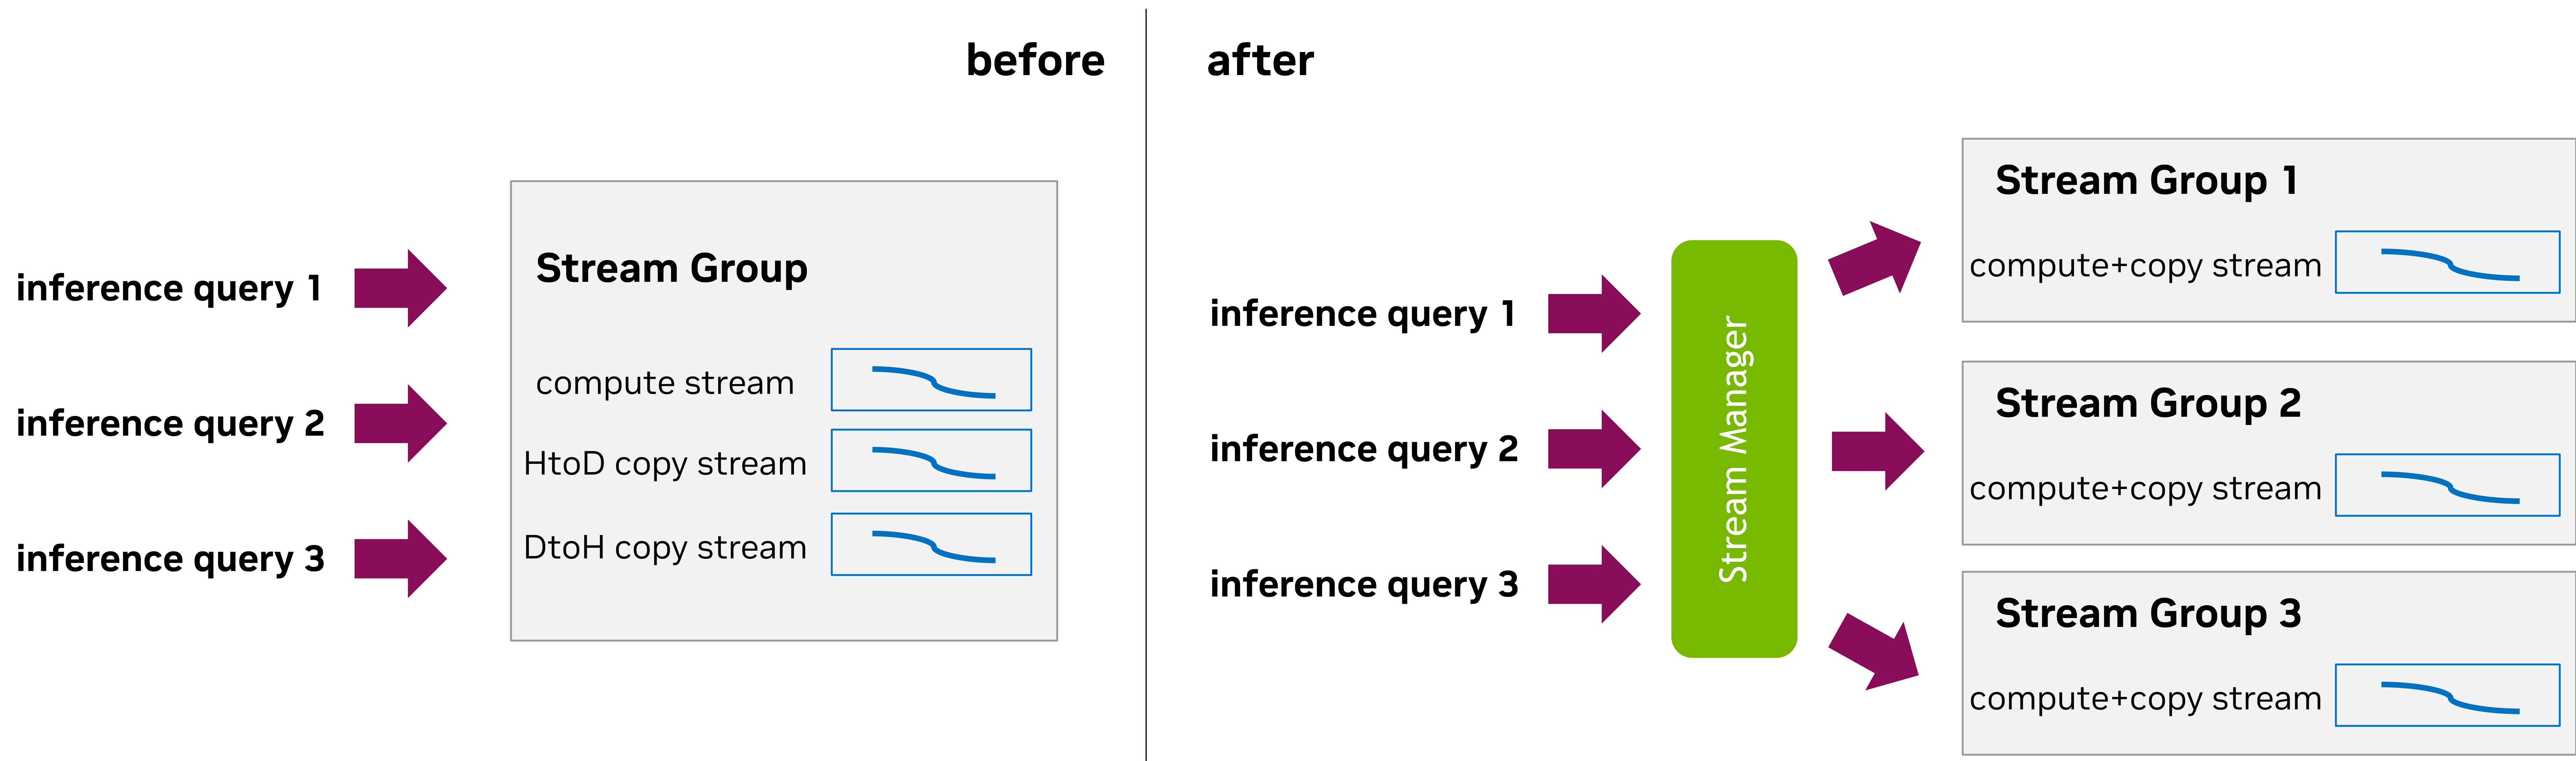 before
inference query 1
inference query 2
inference query 3
Stream Group
compute stream
HtoD copy stream
DtoH copy stream
after
inference query 1
inference query 2
inference query 3
Stream Manager
Stream Group 1
compute+copy stream
Stream Group 2
compute+copy stream
Stream Group 3
compute+copy stream